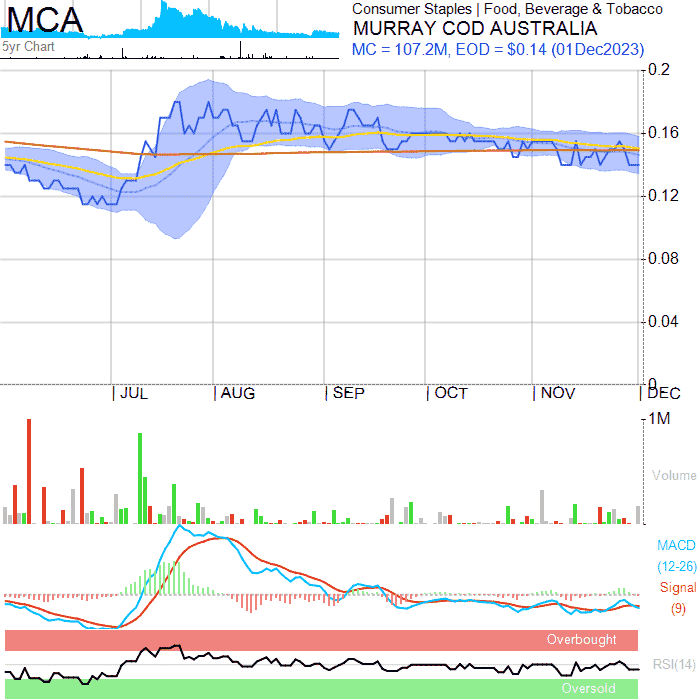 MCA
5yr Chart
Consumer Staples | Food, Beverage & Tobacco
MURRAY COD AUSTRALIA
MC = 107.2M, EOD = $0.14 (01Dec2023)
0.2
0.16
0.12
0.08
0.04
0
JUL AUG SEP OCT NOV DEC
1M
Volume
MACD
(12-26)
Signal
(9)
Overbought
RSI(14)
Oversold